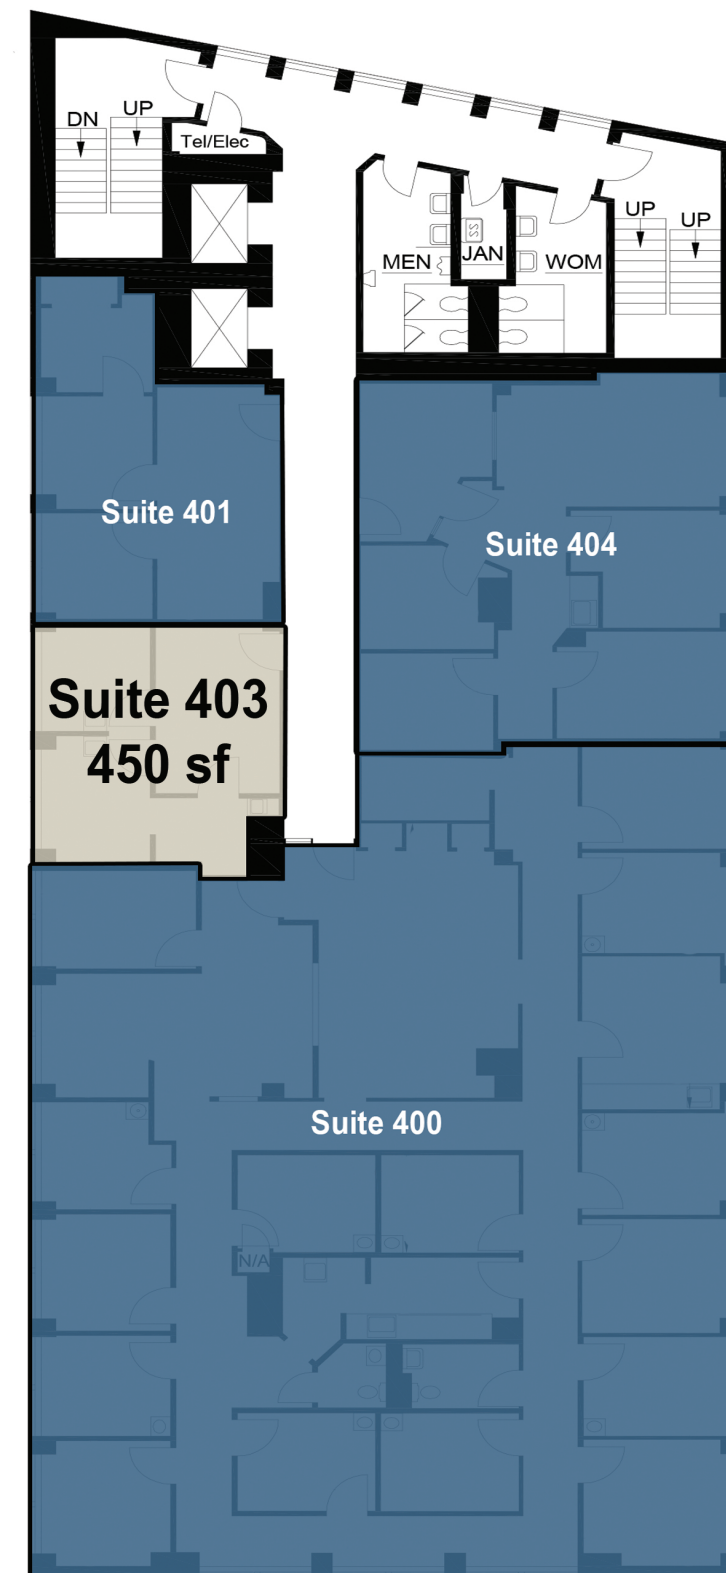 DN
UP
Tel/Elec
MEN
JAN
WOM
UP
UP
Suite 401
Suite 404
Suite 403
450 sf
Suite 400
N/A